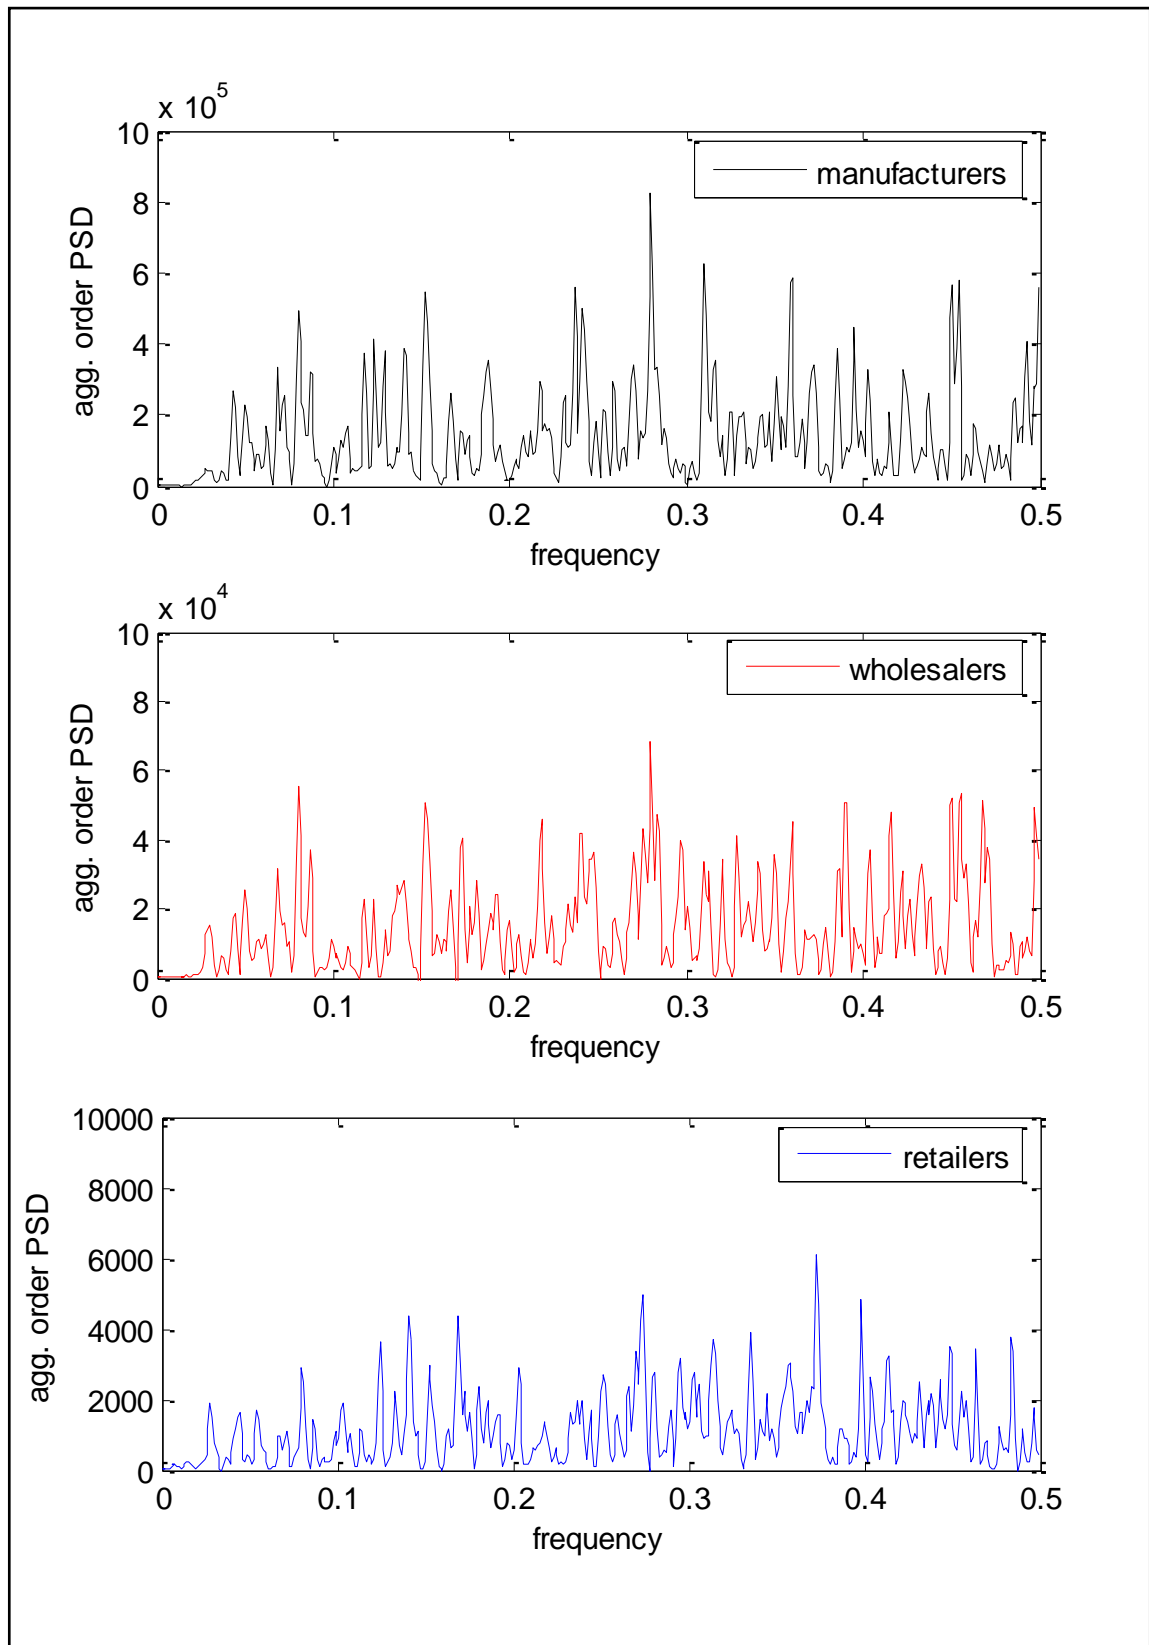 x 10^5
10
8
6
4
2
0
agg. order PSD
manufacturers
0 0.1 0.2 0.3 0.4 0.5
frequency
x 10^4
10
8
6
4
2
0
agg. order PSD
wholesalers
0 0.1 0.2 0.3 0.4 0.5
frequency
10000
8000
6000
4000
2000
0
agg. order PSD
retailers
0 0.1 0.2 0.3 0.4 0.5
frequency